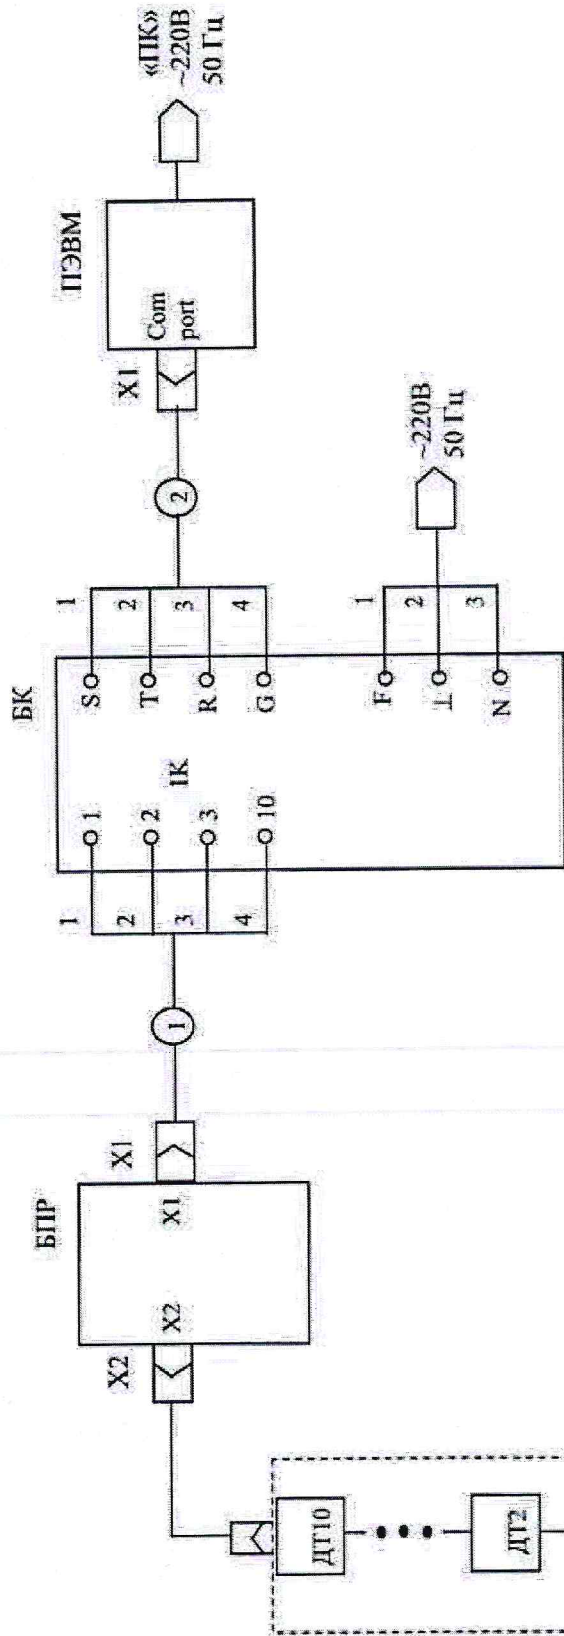 БПР
X2
X2
X1
X1
ДТ10
ДТ2
1
БК
1
2
3
4
1
2
3
10
1К
S
T
R
G
1
2
3
4
F
⊥
N
1
2
3
~220В
50 Гц
2
ПЭВМ
X1
Com
port
«ПК»
~220В
50 Гц